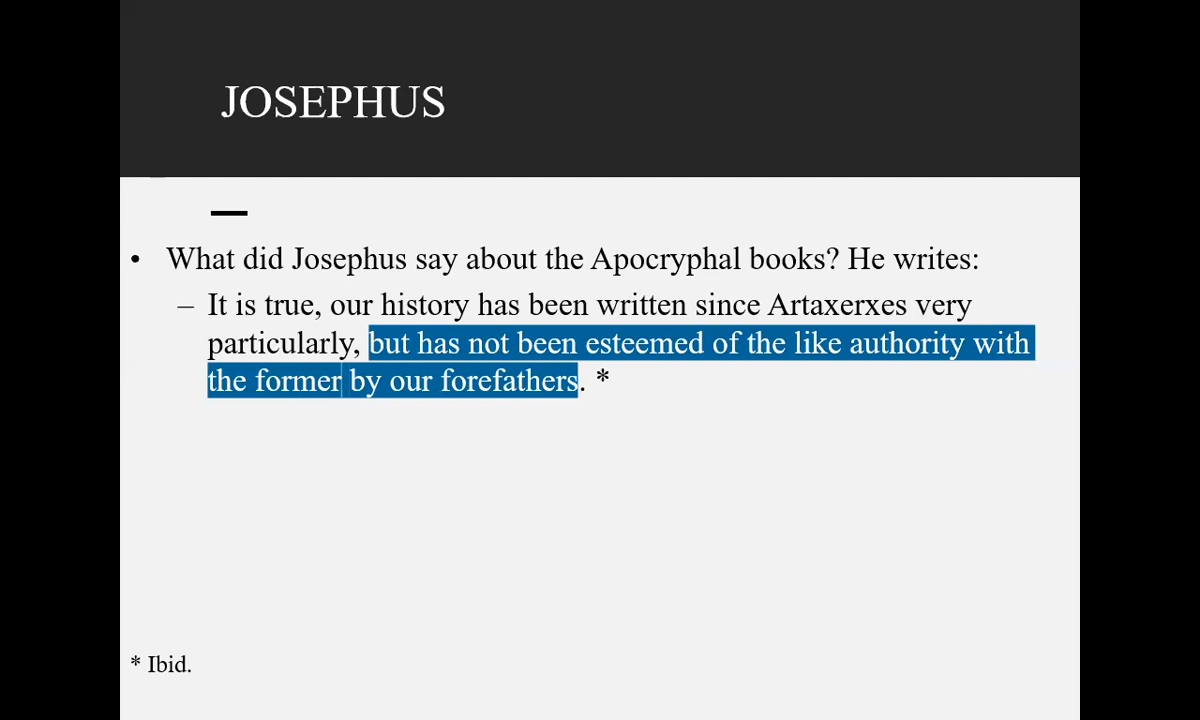 JOSEPHUS
• What did Josephus say about the Apocryphal books? He writes:
– It is true, our history has been written since Artaxerxes very
particularly, but has not been esteemed of the like authority with
the former by our forefathers. *
* Ibid.